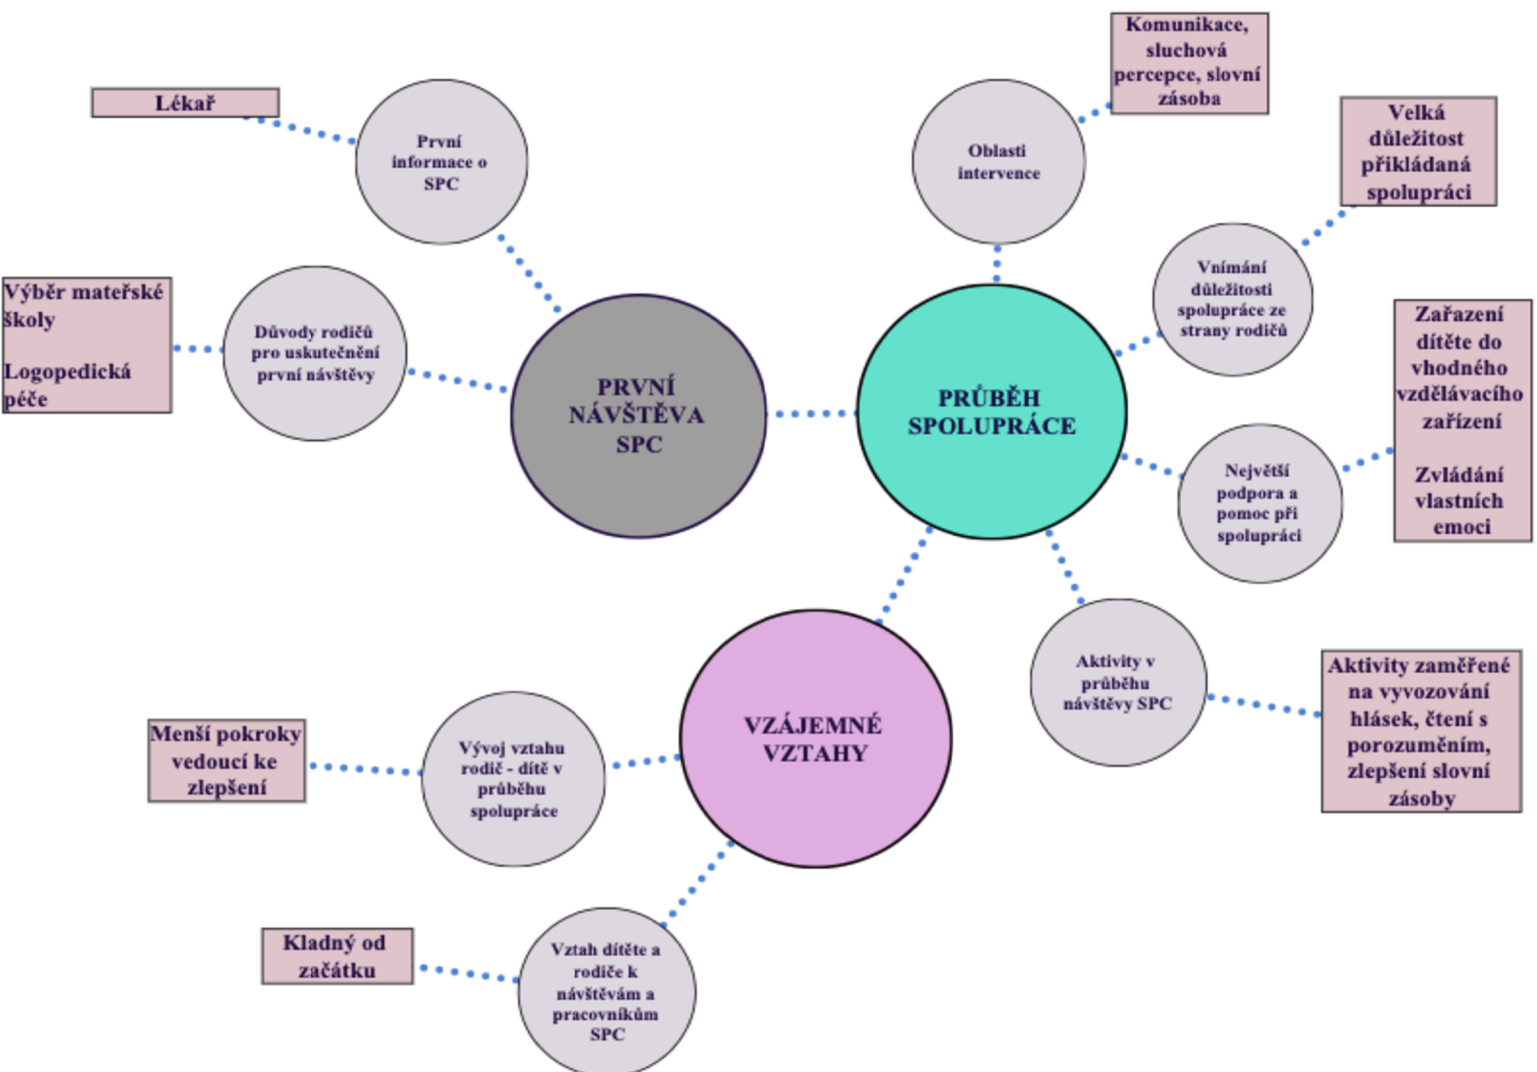 Komunikace,
sluchová
percepce, slovní
zásoba
Lékař
První
informace o
SPC
Oblasti
intervence
Velká
důležitost
přikládaná
spolupráci
Výběr mateřské
školy
Logopedická
péče
Důvody rodičů
pro uskutečnění
první návštěvy
Vnímání
důležitosti
spolupráce ze
strany rodičů
PRVNÍ
NÁVŠTĚVA
SPC
PRŮBĚH
SPOLUPRÁCE
Zařazení
dítěte do
vhodného
vzdělávacího
zařízení
Zvládání
vlastních
emoci
Největší
podpora a
pomoc při
spolupráci
Aktivity v
průběhu
návštěvy SPC
Aktivity zaměřené
na vyvozování
hlásek, čtení s
porozuměním,
zlepšení slovní
zásoby
VZÁJEMNÉ
VZTAHY
Menší pokroky
vedoucí ke
zlepšení
Vývoj vztahu
rodič - dítě v
průběhu
spolupráce
Kladný od
začátku
Vztah dítěte a
rodiče k
návštěvám a
pracovníkům
SPC